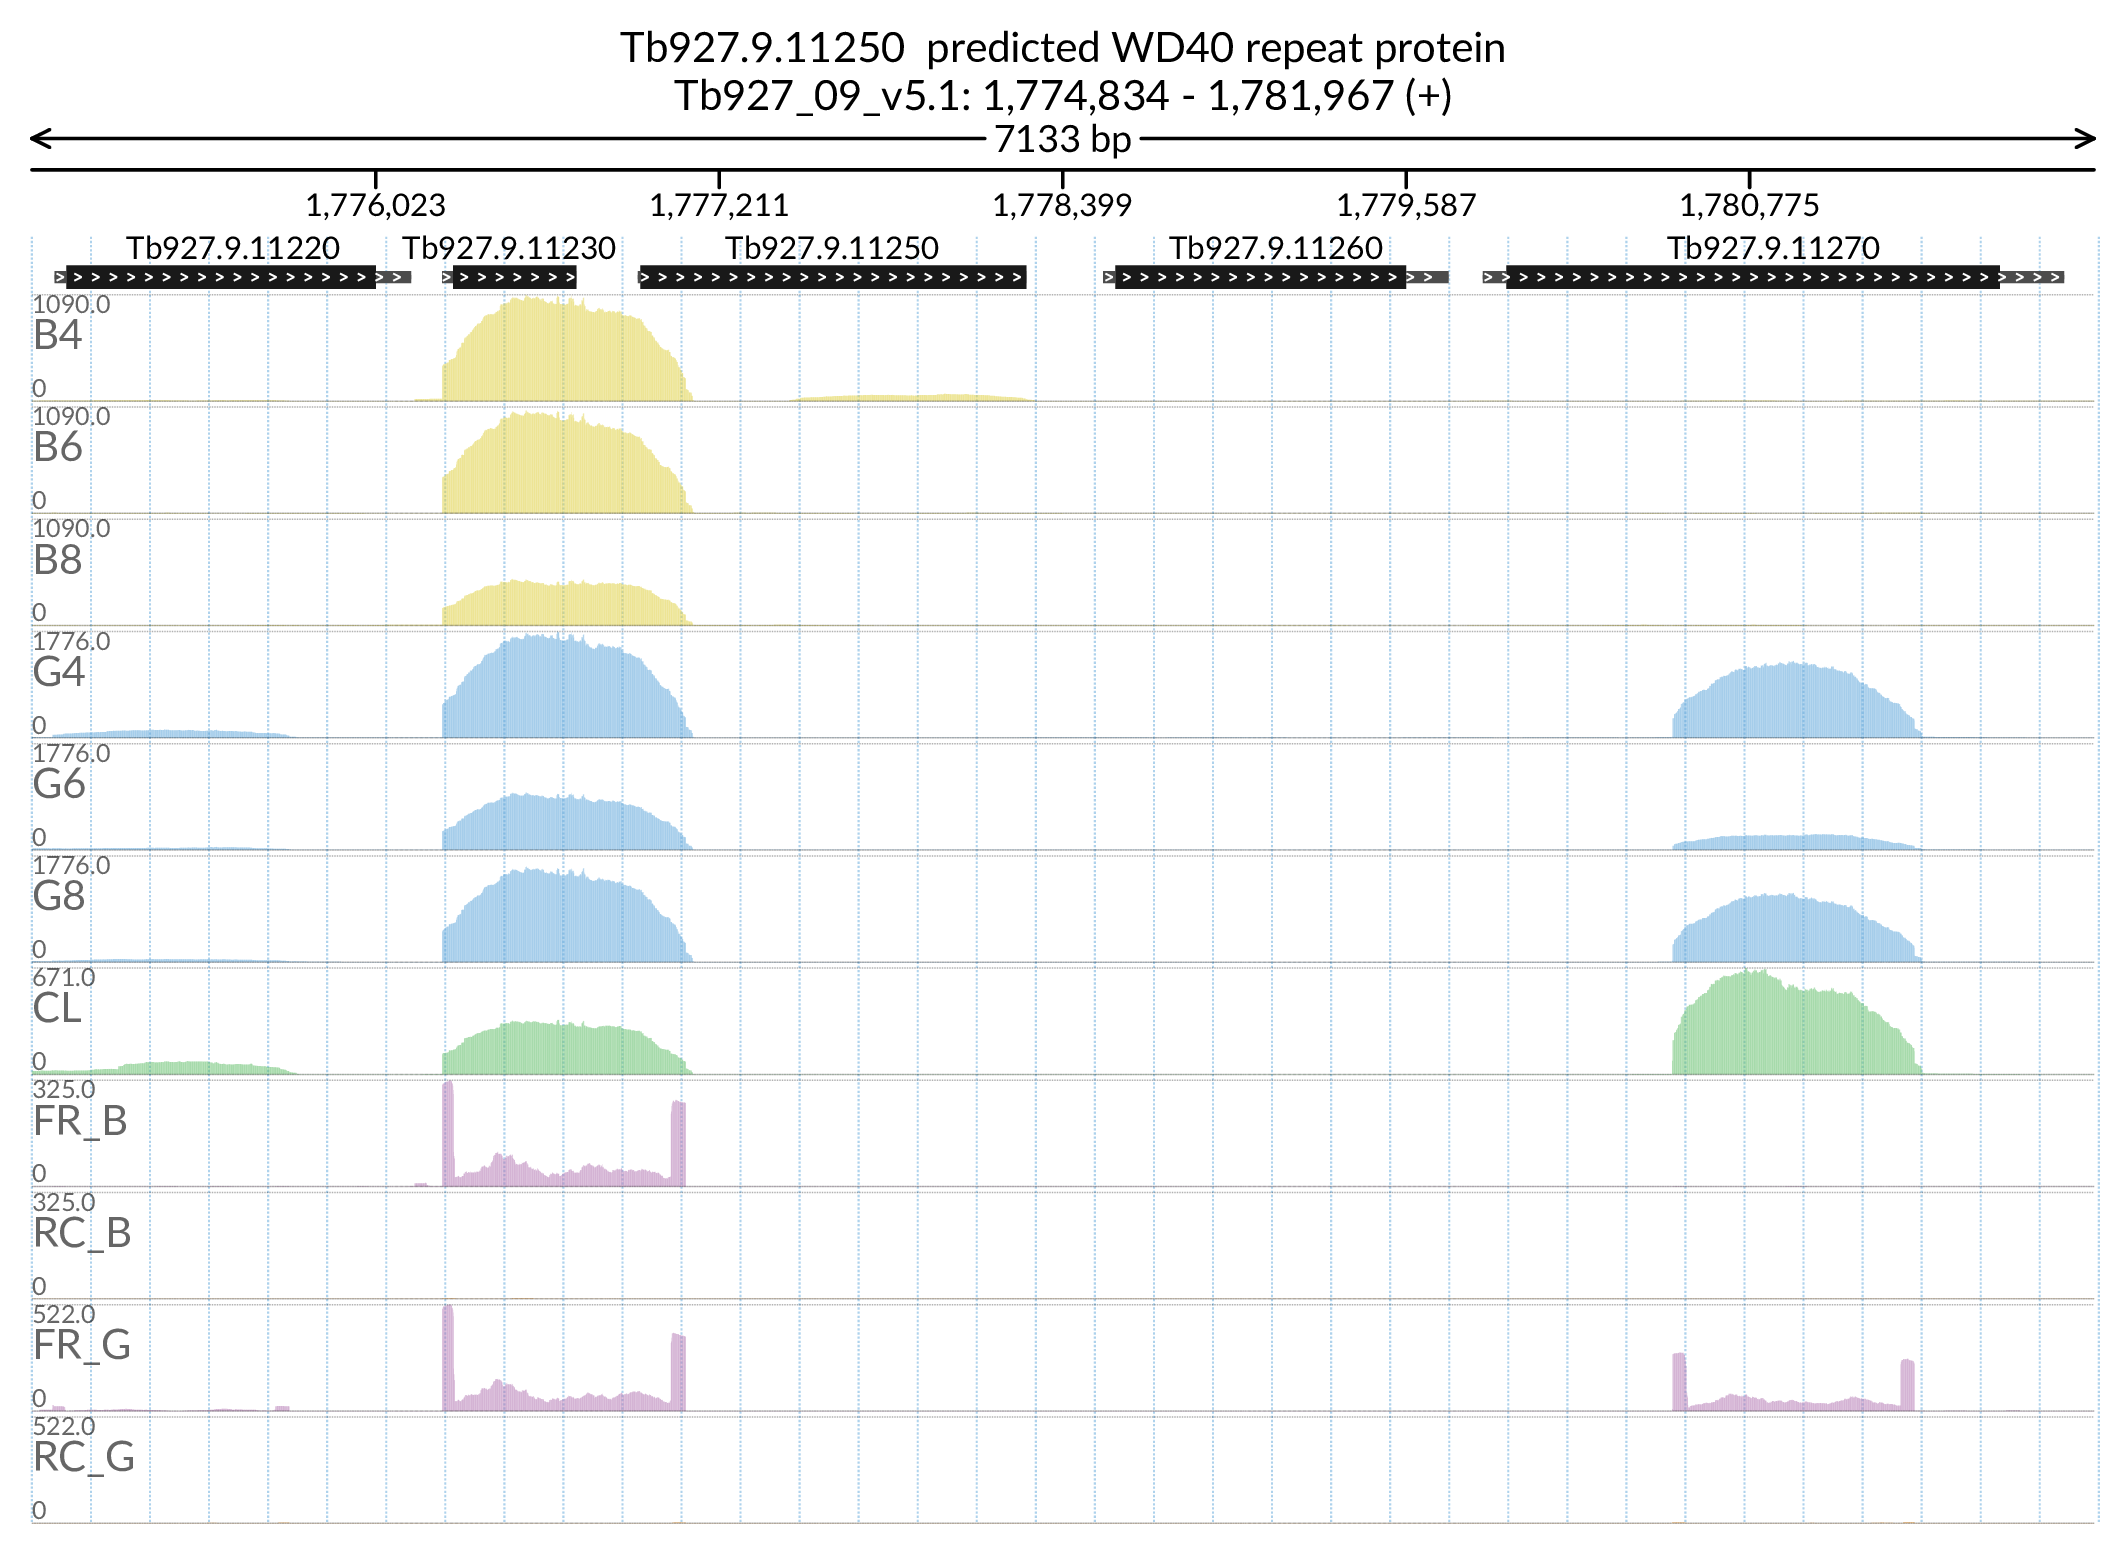 Tb927.9.11250 predicted WD40 repeat protein
Tb927_09_v5.1: 1,774,834 - 1,781,967 (+)
7133 bp
1,776,023 1,777,211 1,778,399 1,779,587 1,780,775
Tb927.9.11220 Tb927.9.11230 Tb927.9.11250 Tb927.9.11260 Tb927.9.11270
1090.0
B4
0
1090.0
B6
0
1090.0
B8
0
1776.0
G4
0
1776.0
G6
0
1776.0
G8
0
671.0
CL
0
325.0
FR_B
0
325.0
RC_B
0
522.0
FR_G
0
522.0
RC_G
0